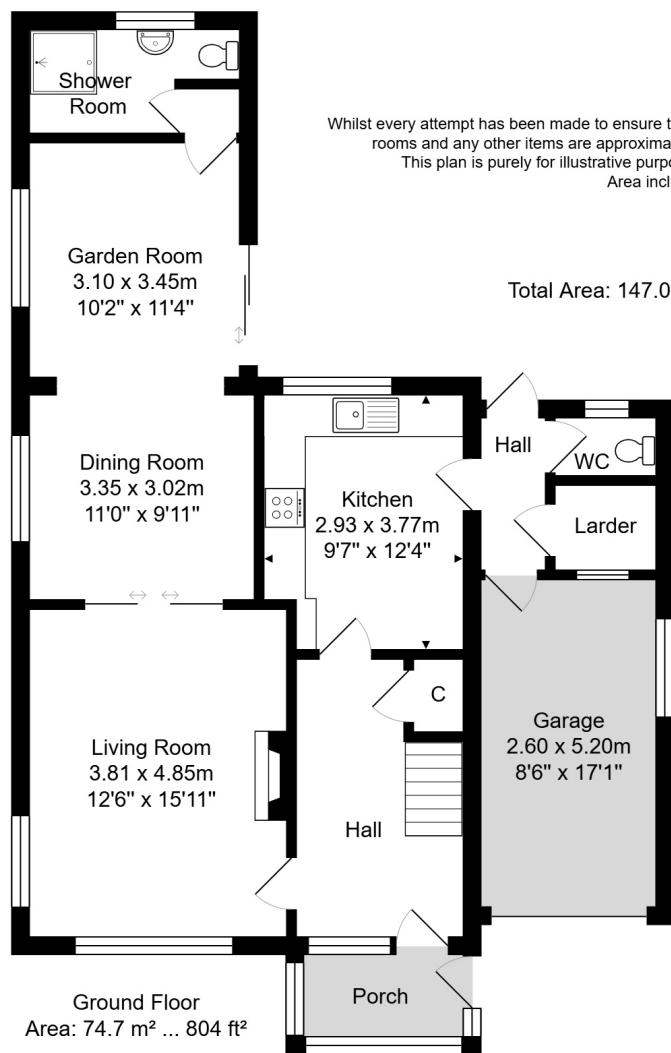 Shower
Room
Whilst every attempt has been made to ensure t
rooms and any other items are approxima
This plan is purely for illustrative purpo
Area incl
Garden Room
3.10 x 3.45m
10'2" x 11'4"
Total Area: 147.0
Hall
WC
Dining Room
3.35 x 3.02m
11'0" x 9'11"
Kitchen
2.93 x 3.77m
9'7" x 12'4"
Larder
C
Living Room
3.81 x 4.85m
12'6" x 15'11"
Garage
2.60 x 5.20m
8'6" x 17'1"
Hall
Porch
Ground Floor
Area: 74.7 m² ... 804 ft²